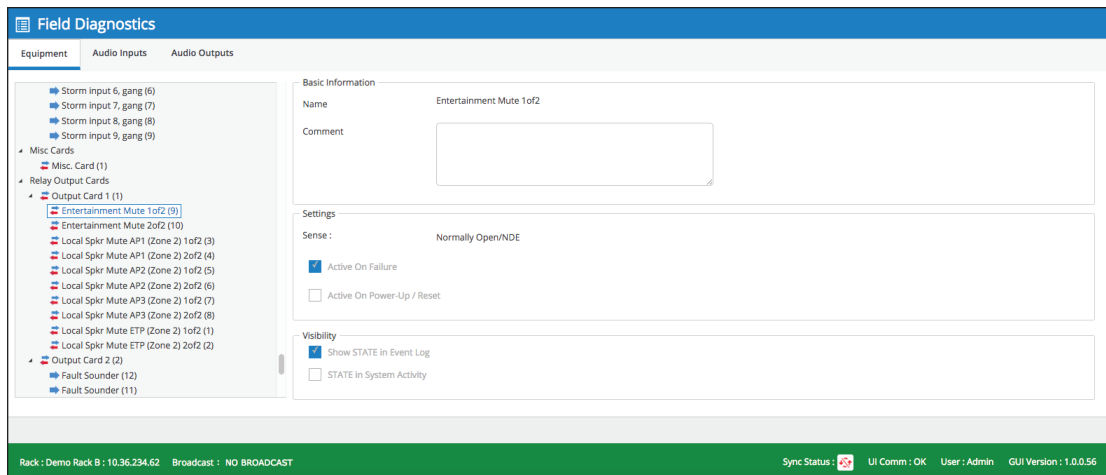 Field Diagnostics
Equipment Audio Inputs Audio Outputs
Storm input 6, gang (6)
Storm input 7, gang (7)
Storm input 8, gang (8)
Storm input 9, gang (9)
Misc Cards
Misc. Card (1)
Relay Output Cards
Output Card 1 (1)
Entertainment Mute 1of2 (9)
Entertainment Mute 2of2 (10)
Local Spkr Mute AP1 (Zone 2) 1of2 (3)
Local Spkr Mute AP1 (Zone 2) 2of2 (4)
Local Spkr Mute AP2 (Zone 2) 1of2 (5)
Local Spkr Mute AP2 (Zone 2) 2of2 (6)
Local Spkr Mute AP3 (Zone 2) 1of2 (7)
Local Spkr Mute AP3 (Zone 2) 2of2 (8)
Local Spkr Mute ETP (Zone 2) 1of2 (1)
Local Spkr Mute ETP (Zone 2) 2of2 (2)
Output Card 2 (2)
Fault Sounder (12)
Fault Sounder (11)
Basic Information
Name Entertainment Mute 1of2
Comment
Settings
Sense : Normally Open/NDE
Active On Failure
Active On Power-Up / Reset
Visibility
Show STATE in Event Log
STATE in System Activity
Rack : Demo Rack B : 10.36.234.62 Broadcast : NO BROADCAST Sync Status : UI Comm : OK User : Admin GUI Version : 1.0.0.56